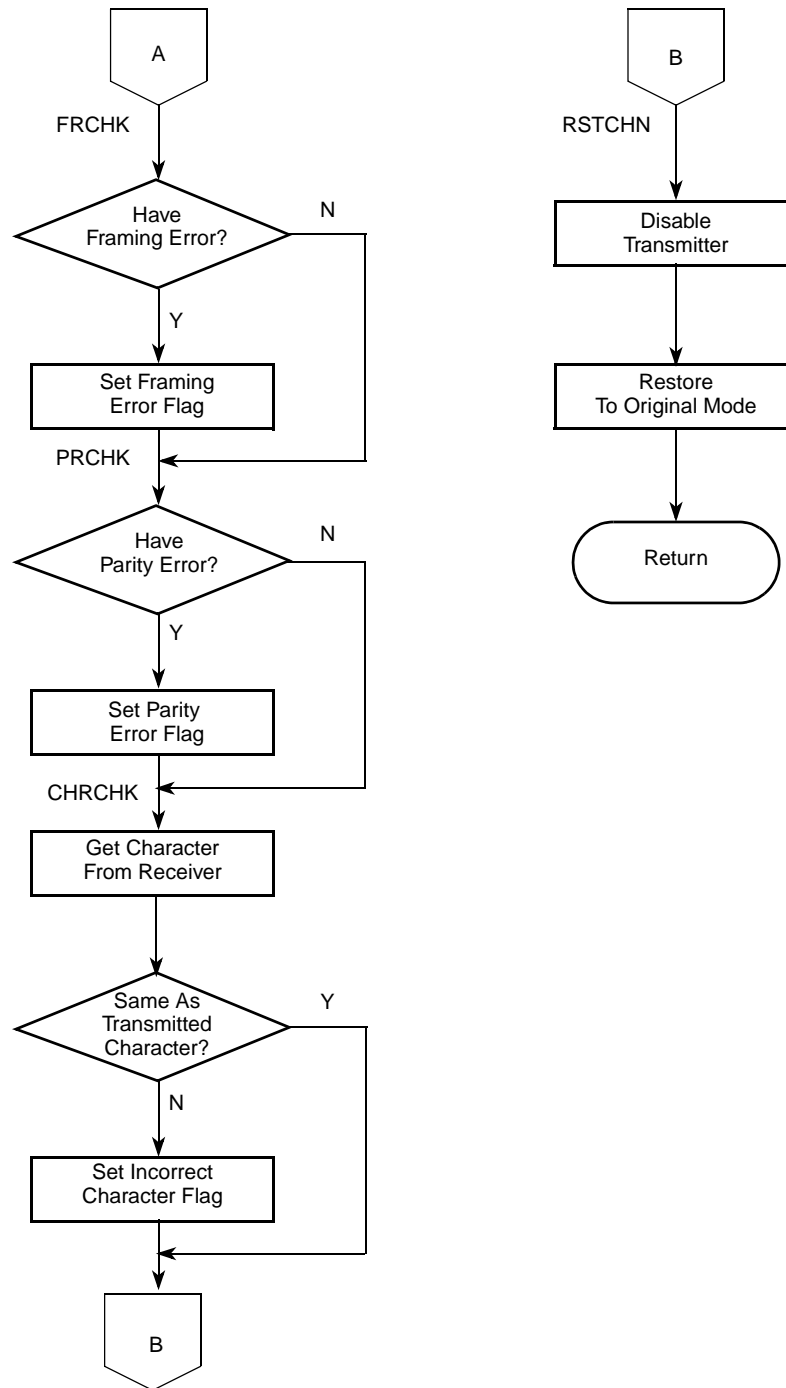 A
FRCHK
Have
Framing Error?
N
Y
Set Framing
Error Flag
PRCHK
Have
Parity Error?
N
Y
Set Parity
Error Flag
CHRCHK
Get Character
From Receiver
Same As
Transmitted
Character?
Y
N
Set Incorrect
Character Flag
B
B
RSTCHN
Disable
Transmitter
Restore
To Original Mode
Return